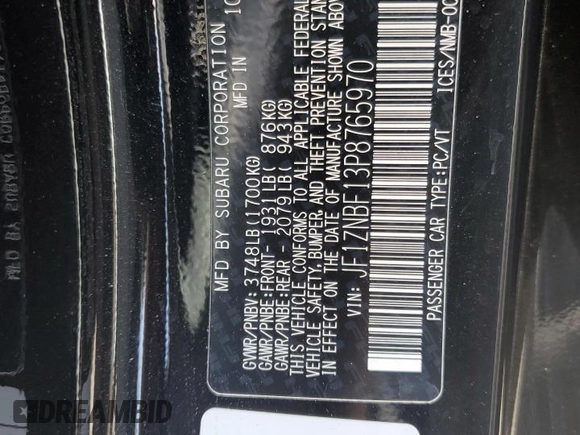 MFD BY SUBARU CORPORATION 10
MFD IN
GVWR/PNBV: 3748LB(1700KG)
GAWR/PNBE:FRONT- 1931LB( 876KG)
GAWR/PNBE:REAR - 2079LB( 943KG)
THIS VEHICLE CONFORMS TO ALL APPLICABLE FEDERAL
VEHICLE SAFETY,BUMPER, AND THEFT PREVENTION STAN
IN EFFECT ON THE DATE OF MANUFACTURE SHOWN ABOV
VIN: JF1ZNBF13P8765970
PASSENGER CAR/VT: PC/VT
ICES/NMB-00
DREAMBID